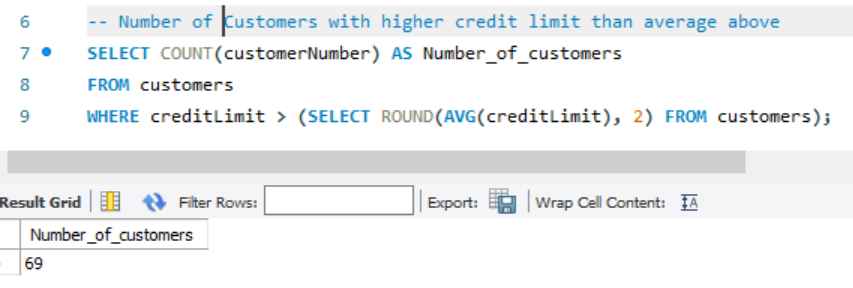 6 -- Number of Customers with higher credit limit than average above
7 SELECT COUNT(customerNumber) AS Number_of_customers
8 FROM customers
9 WHERE creditLimit > (SELECT ROUND(AVG(creditLimit), 2) FROM customers);
Result Grid Filter Rows: Export: Wrap Cell Content: IA
Number_of_customers
69